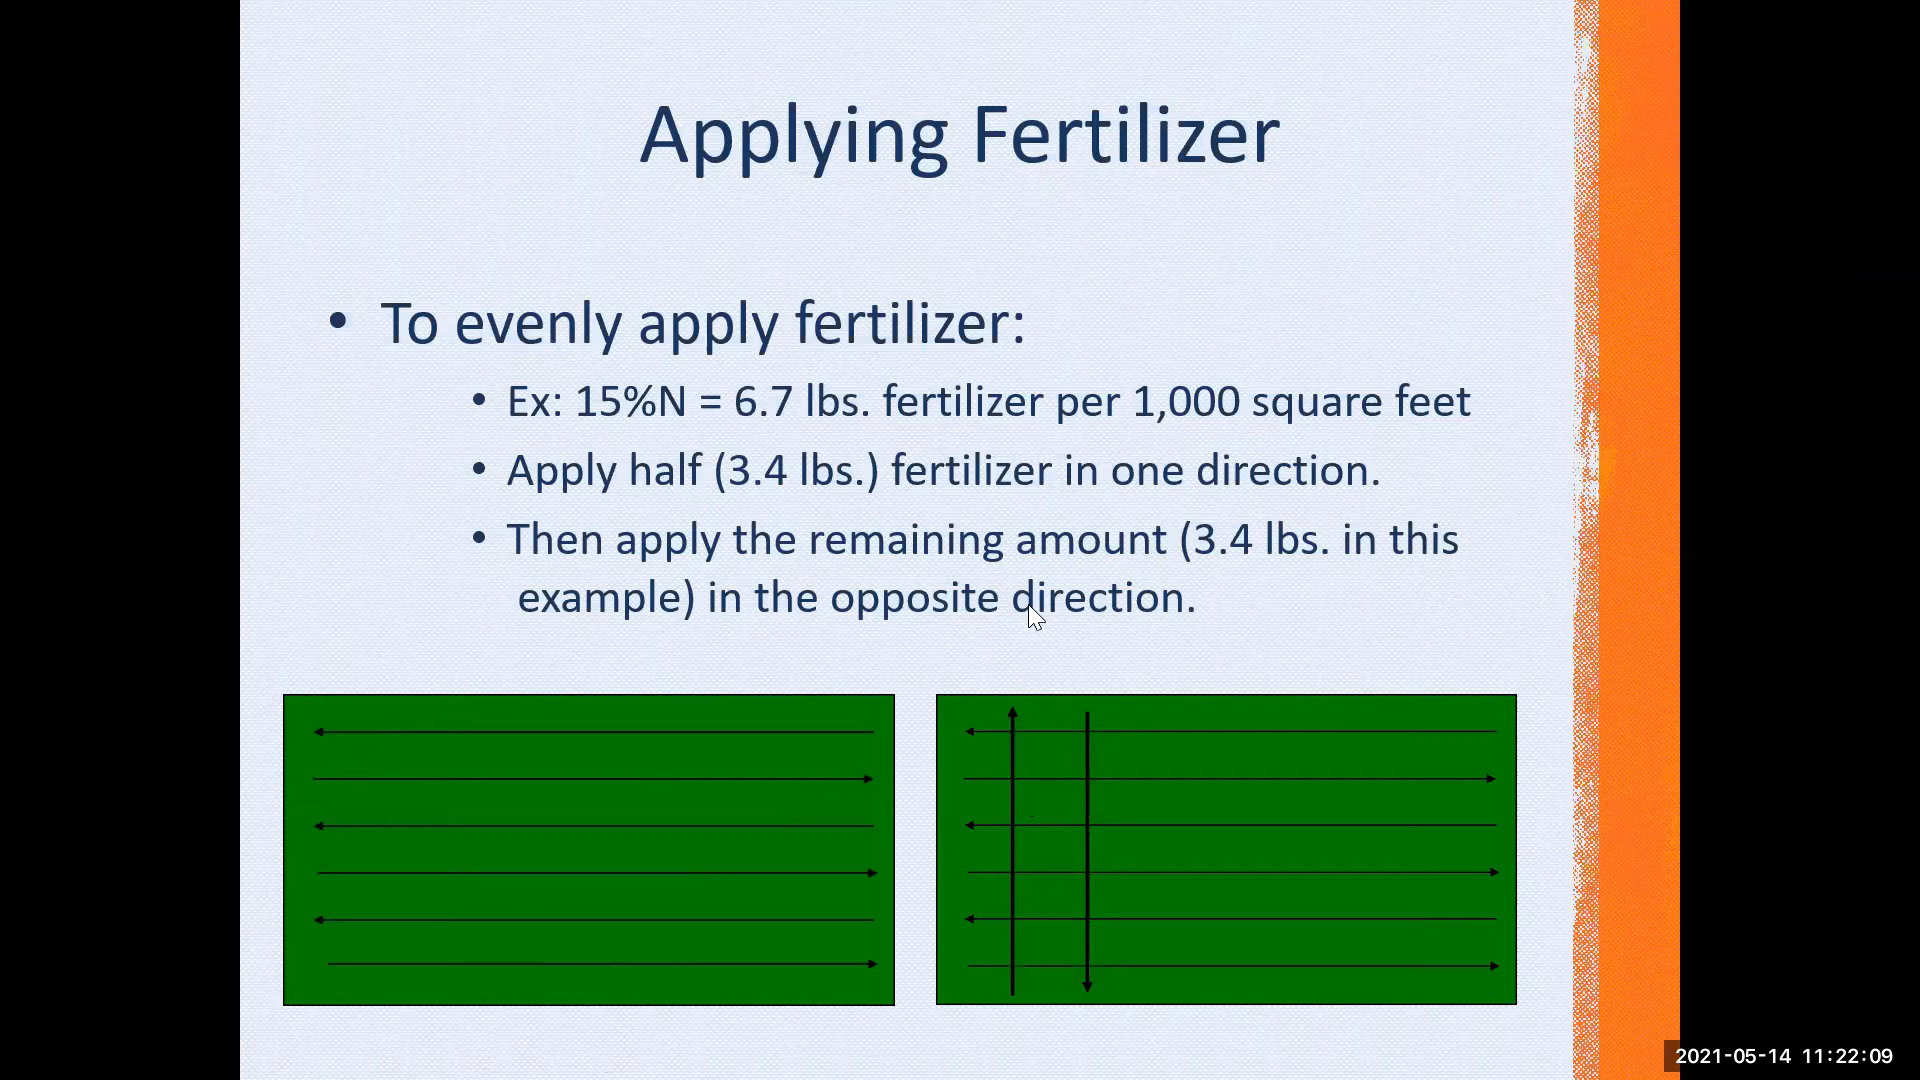 Applying Fertilizer
• To evenly apply fertilizer:
• Ex: 15%N = 6.7 lbs. fertilizer per 1,000 square feet
• Apply half (3.4 lbs.) fertilizer in one direction.
• Then apply the remaining amount (3.4 lbs. in this
example) in the opposite direction.
2021-05-14 11:22:09